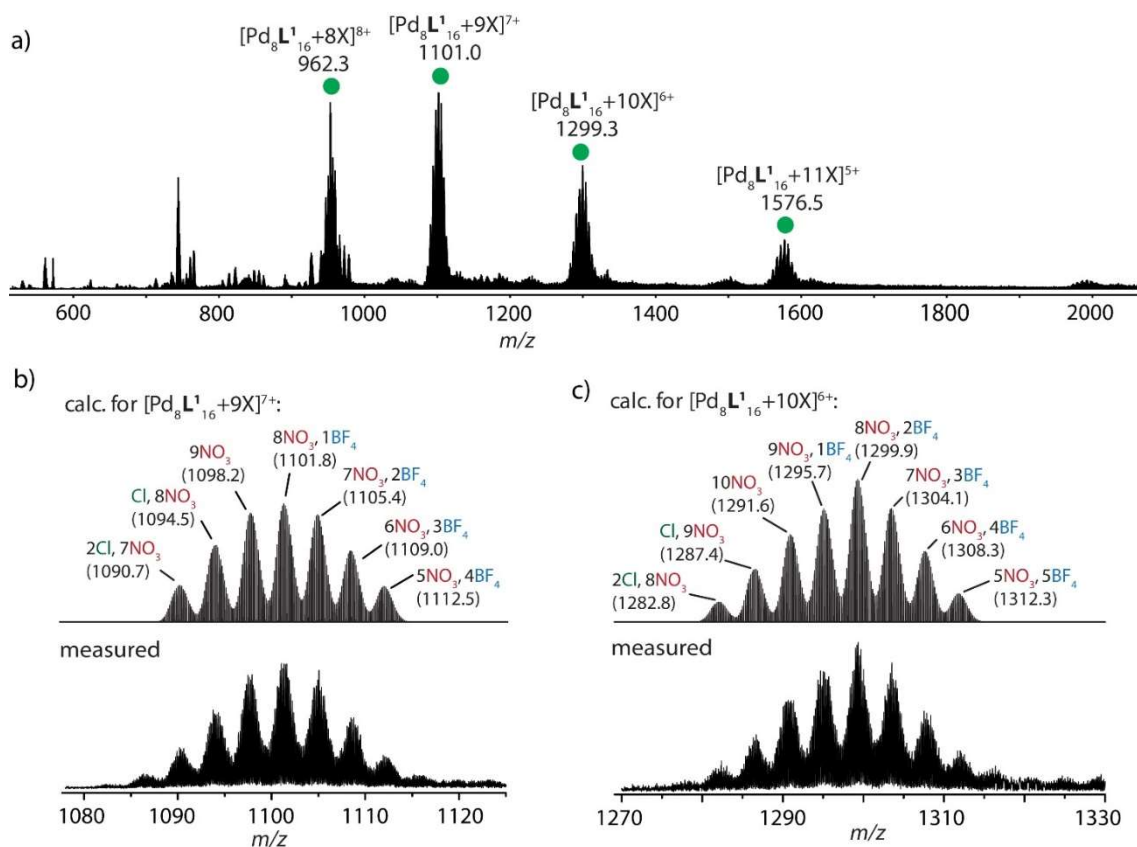 a)
[Pd₈L¹₁₆+8X]⁸⁺
962.3
[Pd₈L¹₁₆+9X]⁷⁺
1101.0
[Pd₈L¹₁₆+10X]⁶⁺
1299.3
[Pd₈L¹₁₆+11X]⁵⁺
1576.5
600 800 1000 1200 1400 1600 1800 2000
m/z
b)
calc. for [Pd₈L¹₁₆+9X]⁷⁺:
2Cl, 7NO₃
(1090.7)
Cl, 8NO₃
(1094.5)
9NO₃
(1098.2)
8NO₃, 1BF₄
(1101.8)
7NO₃, 2BF₄
(1105.4)
6NO₃, 3BF₄
(1109.0)
5NO₃, 4BF₄
(1112.5)
measured
1080 1090 1100 1110 1120
m/z
c)
calc. for [Pd₈L¹₁₆+10X]⁶⁺:
2Cl, 8NO₃
(1282.8)
Cl, 9NO₃
(1287.4)
10NO₃
(1291.6)
9NO₃, 1BF₄
(1295.7)
8NO₃, 2BF₄
(1299.9)
7NO₃, 3BF₄
(1304.1)
6NO₃, 4BF₄
(1308.3)
5NO₃, 5BF₄
(1312.3)
measured
1270 1290 1310 1330
m/z